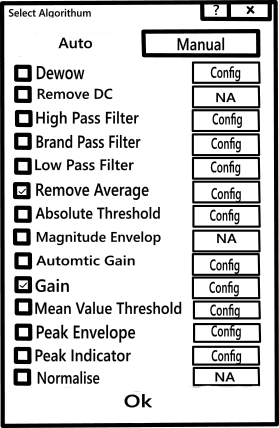 Select Algorithum ? x
Auto Manual
Dewow Config
Remove DC NA
High Pass Filter Config
Brand Pass Filter Config
Low Pass Filter Config
Remove Average Config
Absolute Threshold Config
Magnitude Envelop NA
Automtic Gain Config
Gain Config
Mean Value Threshold Config
Peak Envelope Config
Peak Indicator Config
Normalise NA
Ok